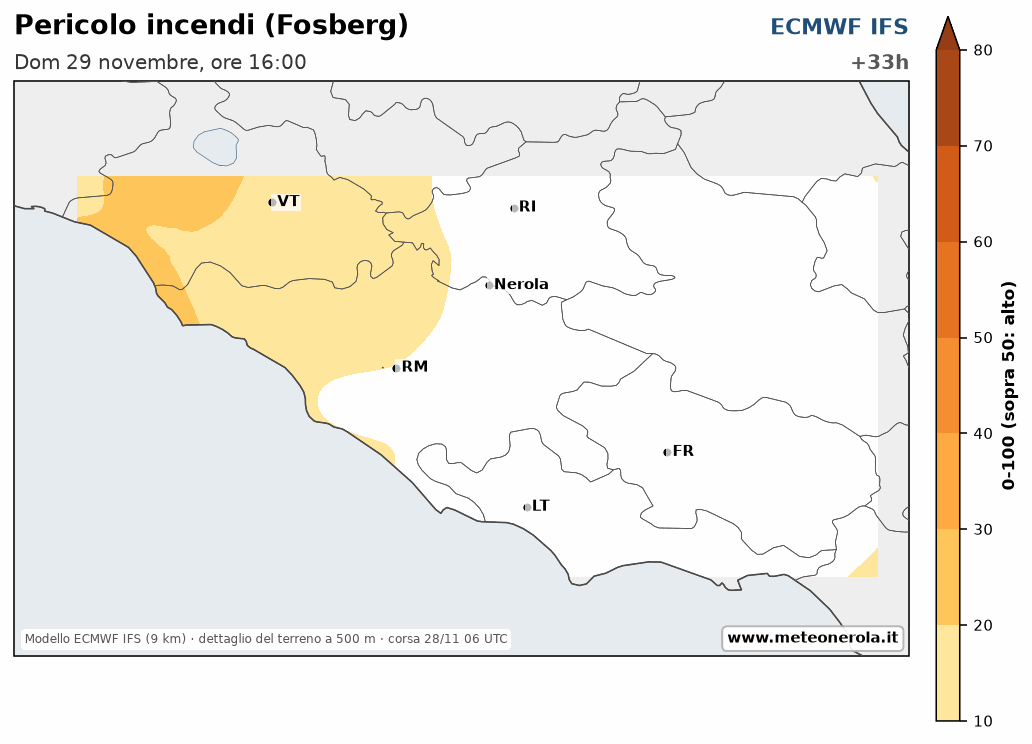 Pericolo incendi (Fosberg)
ECMWF IFS
Dom 29 novembre, ore 16:00
+33h
80
70
60
50
40
30
20
10
0-100 (sopra 50: alto)
VT
RI
Nerola
RM
FR
LT
Modello ECMWF IFS (9 km) · dettaglio del terreno a 500 m · corsa 28/11 06 UTC
www.meteonerola.it